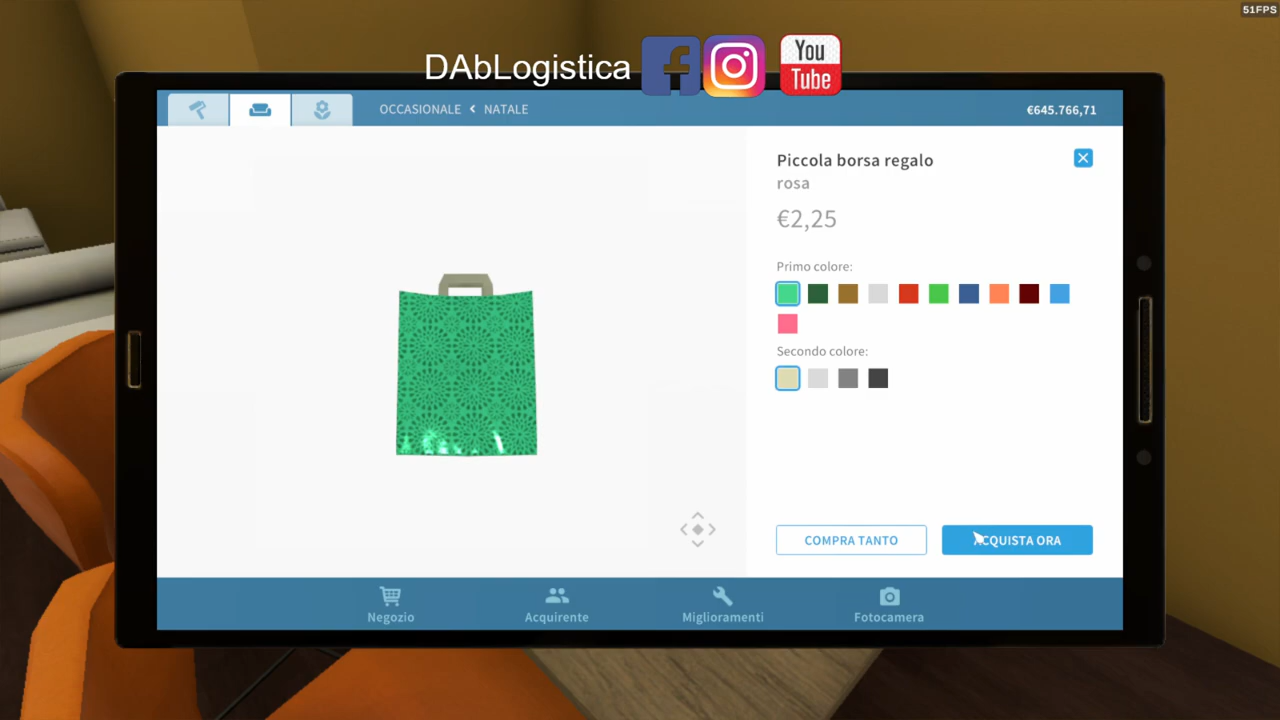 51FPS
DAbLogistica
You
Tube
OCCASIONALE < NATALE
€645.766,71
Piccola borsa regalo
rosa
€2,25
Primo colore:
Secondo colore:
COMPRA TANTO
ACQUISTA ORA
Negozio
Acquirente
Miglioramenti
Fotocamera